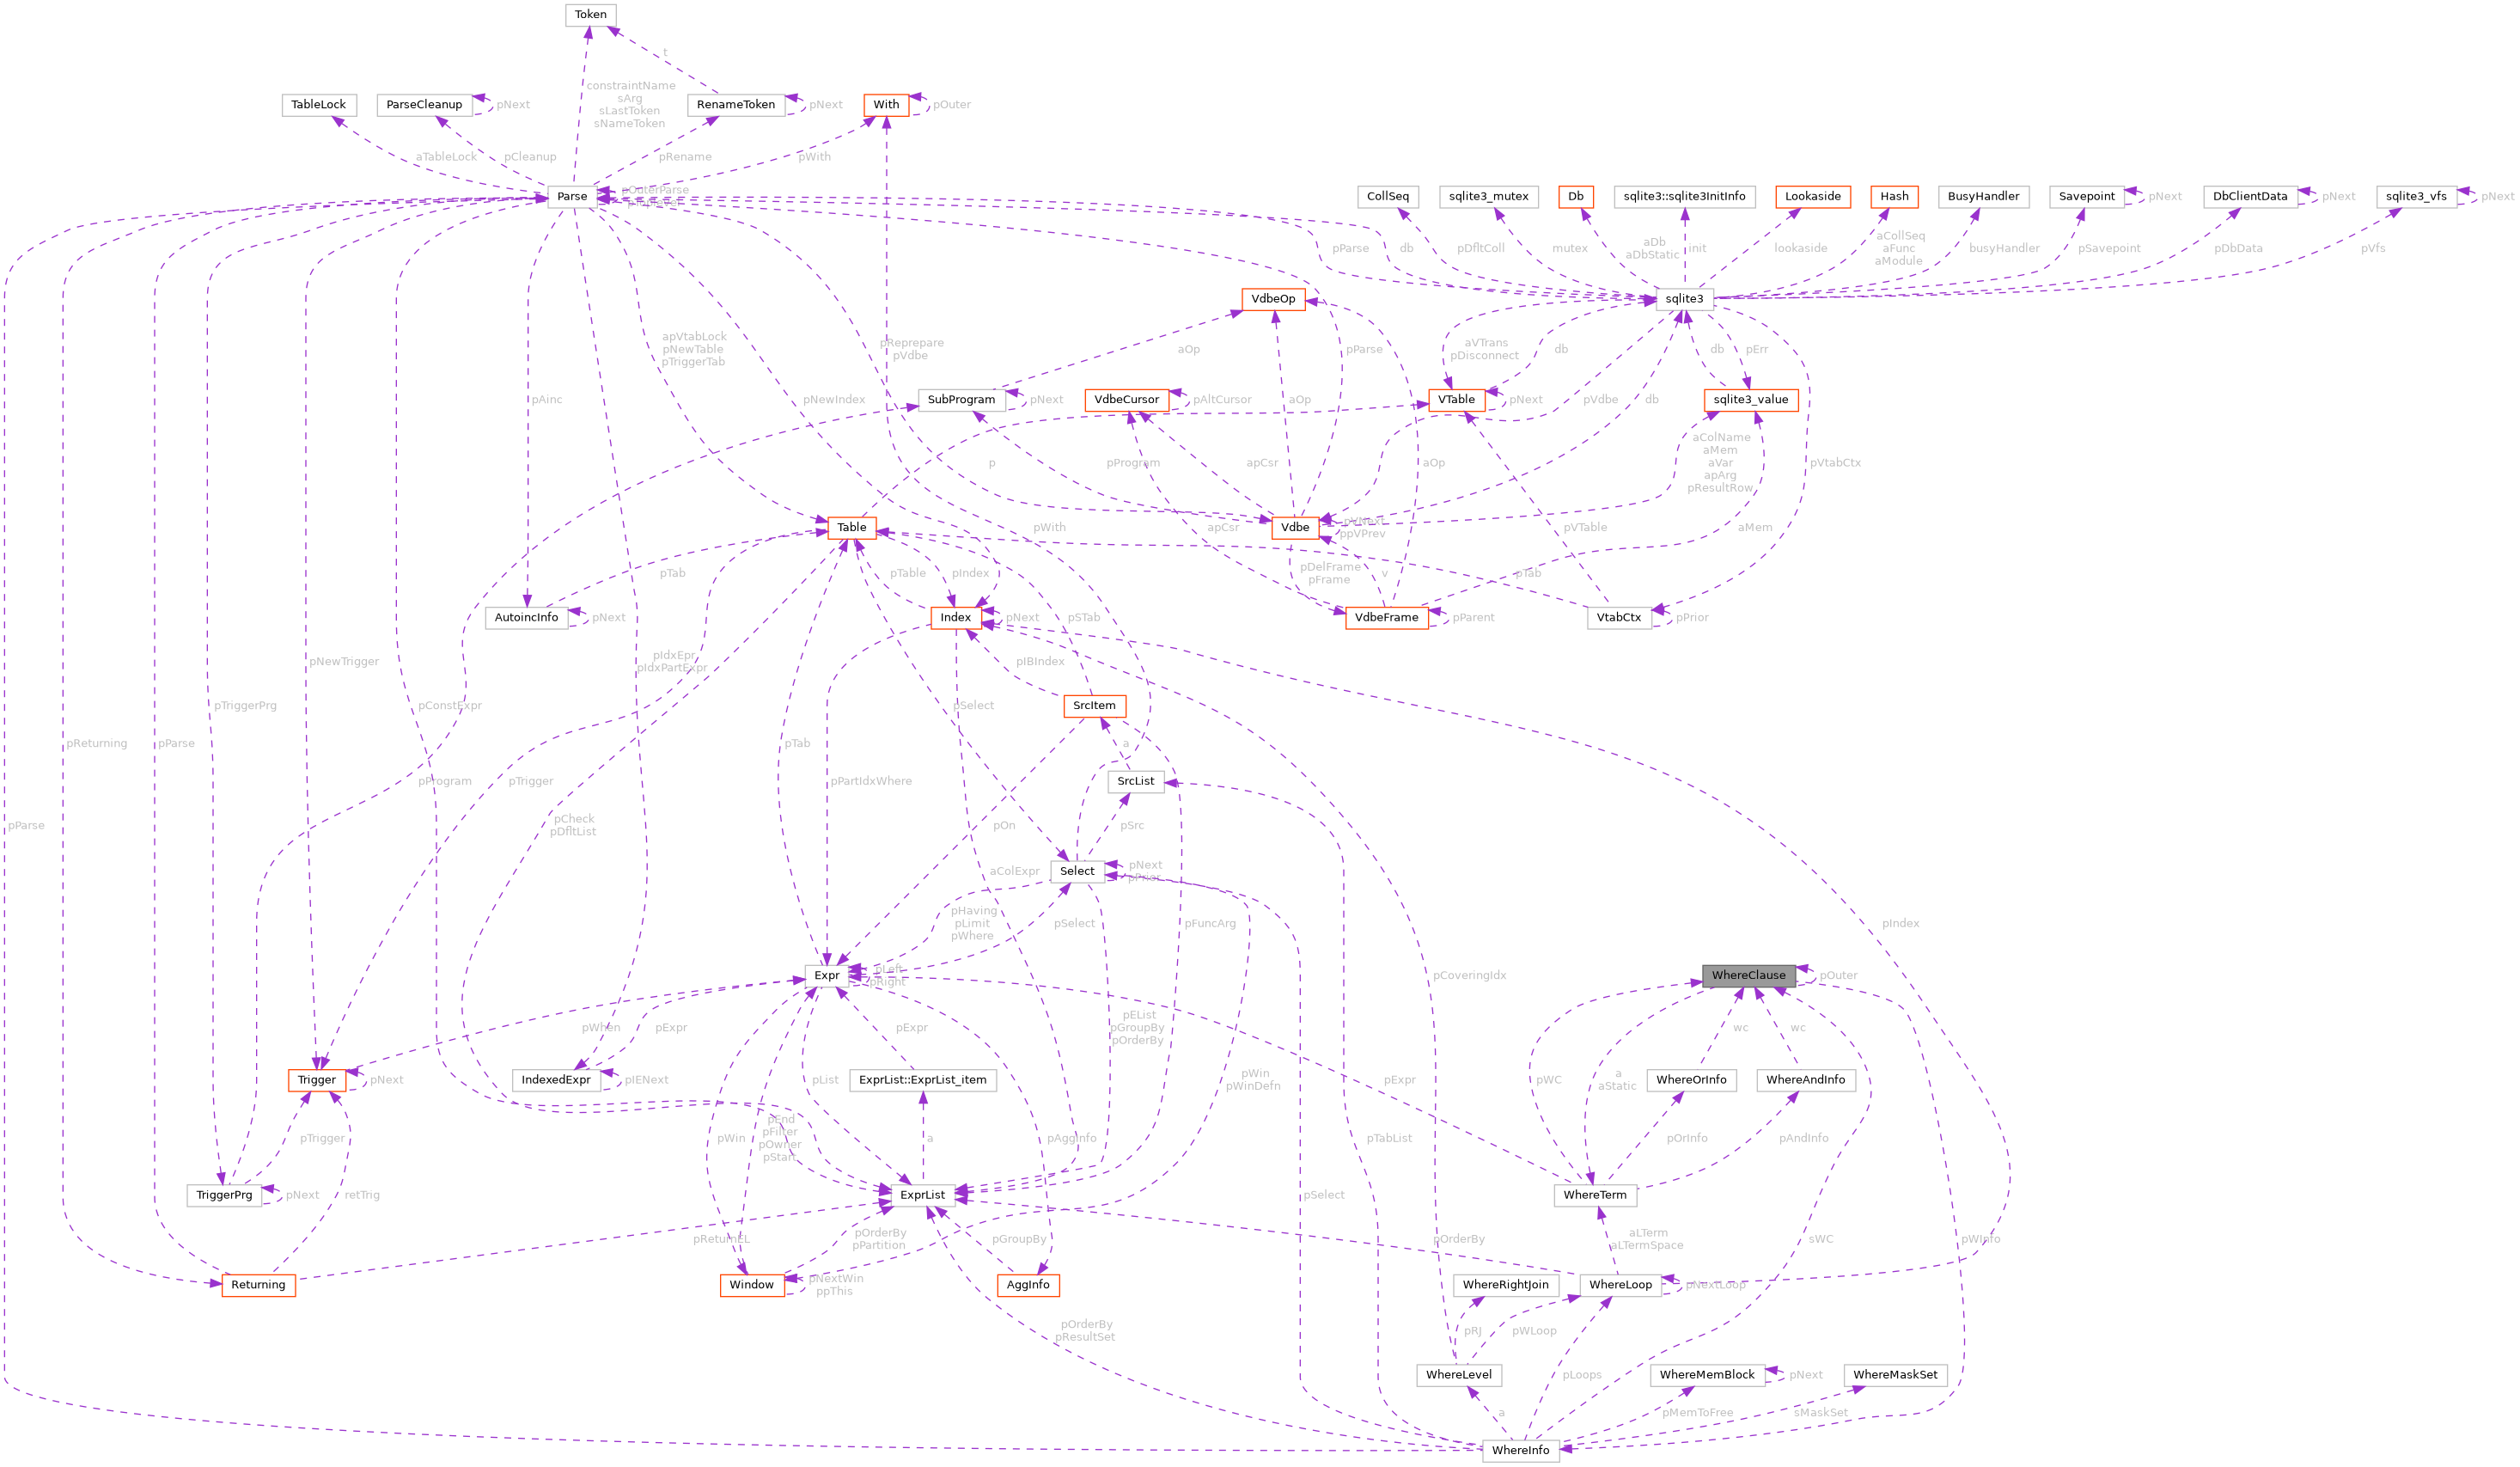 Token
t
constraintName
sArg
sLastToken
sNameToken
TableLock
ParseCleanup
pNext
RenameToken
pNext
With
pOuter
aTableLock
pCleanup
pRename
pWith
Parse
pOuterParse
CollSeq
sqlite3_mutex
Db
sqlite3::sqlite3InitInfo
Lookaside
Hash
BusyHandler
Savepoint
pNext
DbClientData
pNext
sqlite3_vfs
pNext
pParse
db
pDfltColl
mutex
aDb
aDbStatic
init
lookaside
aCollSeq
aFunc
aModule
busyHandler
pSavepoint
pDbData
pVfs
VdbeOp
sqlite3
apVtabLock
pNewTable
pTriggerTab
pReprepare
pVdbe
aOp
pParse
aVTrans
pDisconnect
db
db
pErr
pAinc
pNewIndex
SubProgram
pNext
VdbeCursor
pAltCursor
aOp
VTable
pNext
pVdbe
db
sqlite3_value
p
pProgram
apCsr
aOp
aColName
aMem
aVar
apArg
pResultRow
pVtabCtx
Table
pWith
apCsr
Vdbe
pVNext
ppVPrev
aMem
pVTable
pTab
pTable
pIndex
pDelFrame
pFrame
v
pTab
AutoincInfo
pNext
Index
pNext
pSTab
VdbeFrame
pParent
VtabCtx
pPrior
pNewTrigger
pIdxEpr
pIdxPartExpr
pIBIndex
pTriggerPrg
pConstExpr
pSelect
SrcItem
pReturning
pParse
pTab
a
pIndex
pProgram
pTrigger
pPartIdxWhere
SrcList
pParse
pCheck
pDfltList
pOn
pSrc
aColExpr
Select
pNext
pPrior
pHaving
pLimit
pWhere
pSelect
pFuncArg
Expr
pLeft
pRight
pCoveringIdx
WhereClause
pOuter
pWhen
pExpr
pExpr
pEList
pGroupBy
pOrderBy
wc
wc
Trigger
pNext
IndexedExpr
pIENext
pList
ExprList::ExprList_item
pWin
pWinDefn
pExpr
pWC
a
aStatic
WhereOrInfo
WhereAndInfo
pTrigger
pWin
pEnd
pFilter
pOwner
pStart
a
pAggInfo
pTabList
pOrInfo
pAndInfo
TriggerPrg
pNext
retTrig
ExprList
pSelect
WhereTerm
pReturnEL
pOrderBy
pPartition
pGroupBy
pOrderBy
aLTerm
aLTermSpace
sWC
pWInfo
Returning
Window
pNextWin
ppThis
AggInfo
WhereRightJoin
WhereLoop
pNextLoop
pOrderBy
pResultSet
pRJ
pWLoop
WhereLevel
pLoops
WhereMemBlock
pNext
WhereMaskSet
a
pMemToFree
sMaskSet
WhereInfo